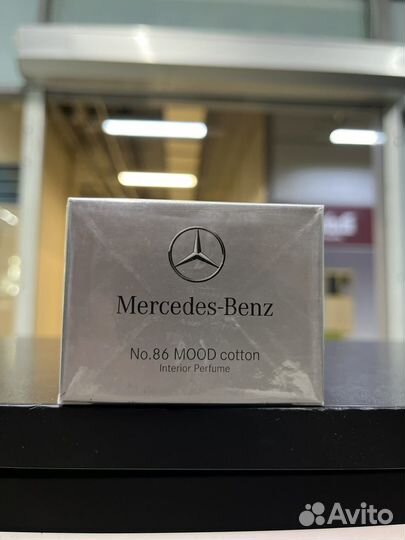 Mercedes-Benz
No.86 MOOD cotton
Interior Perfume
Avito